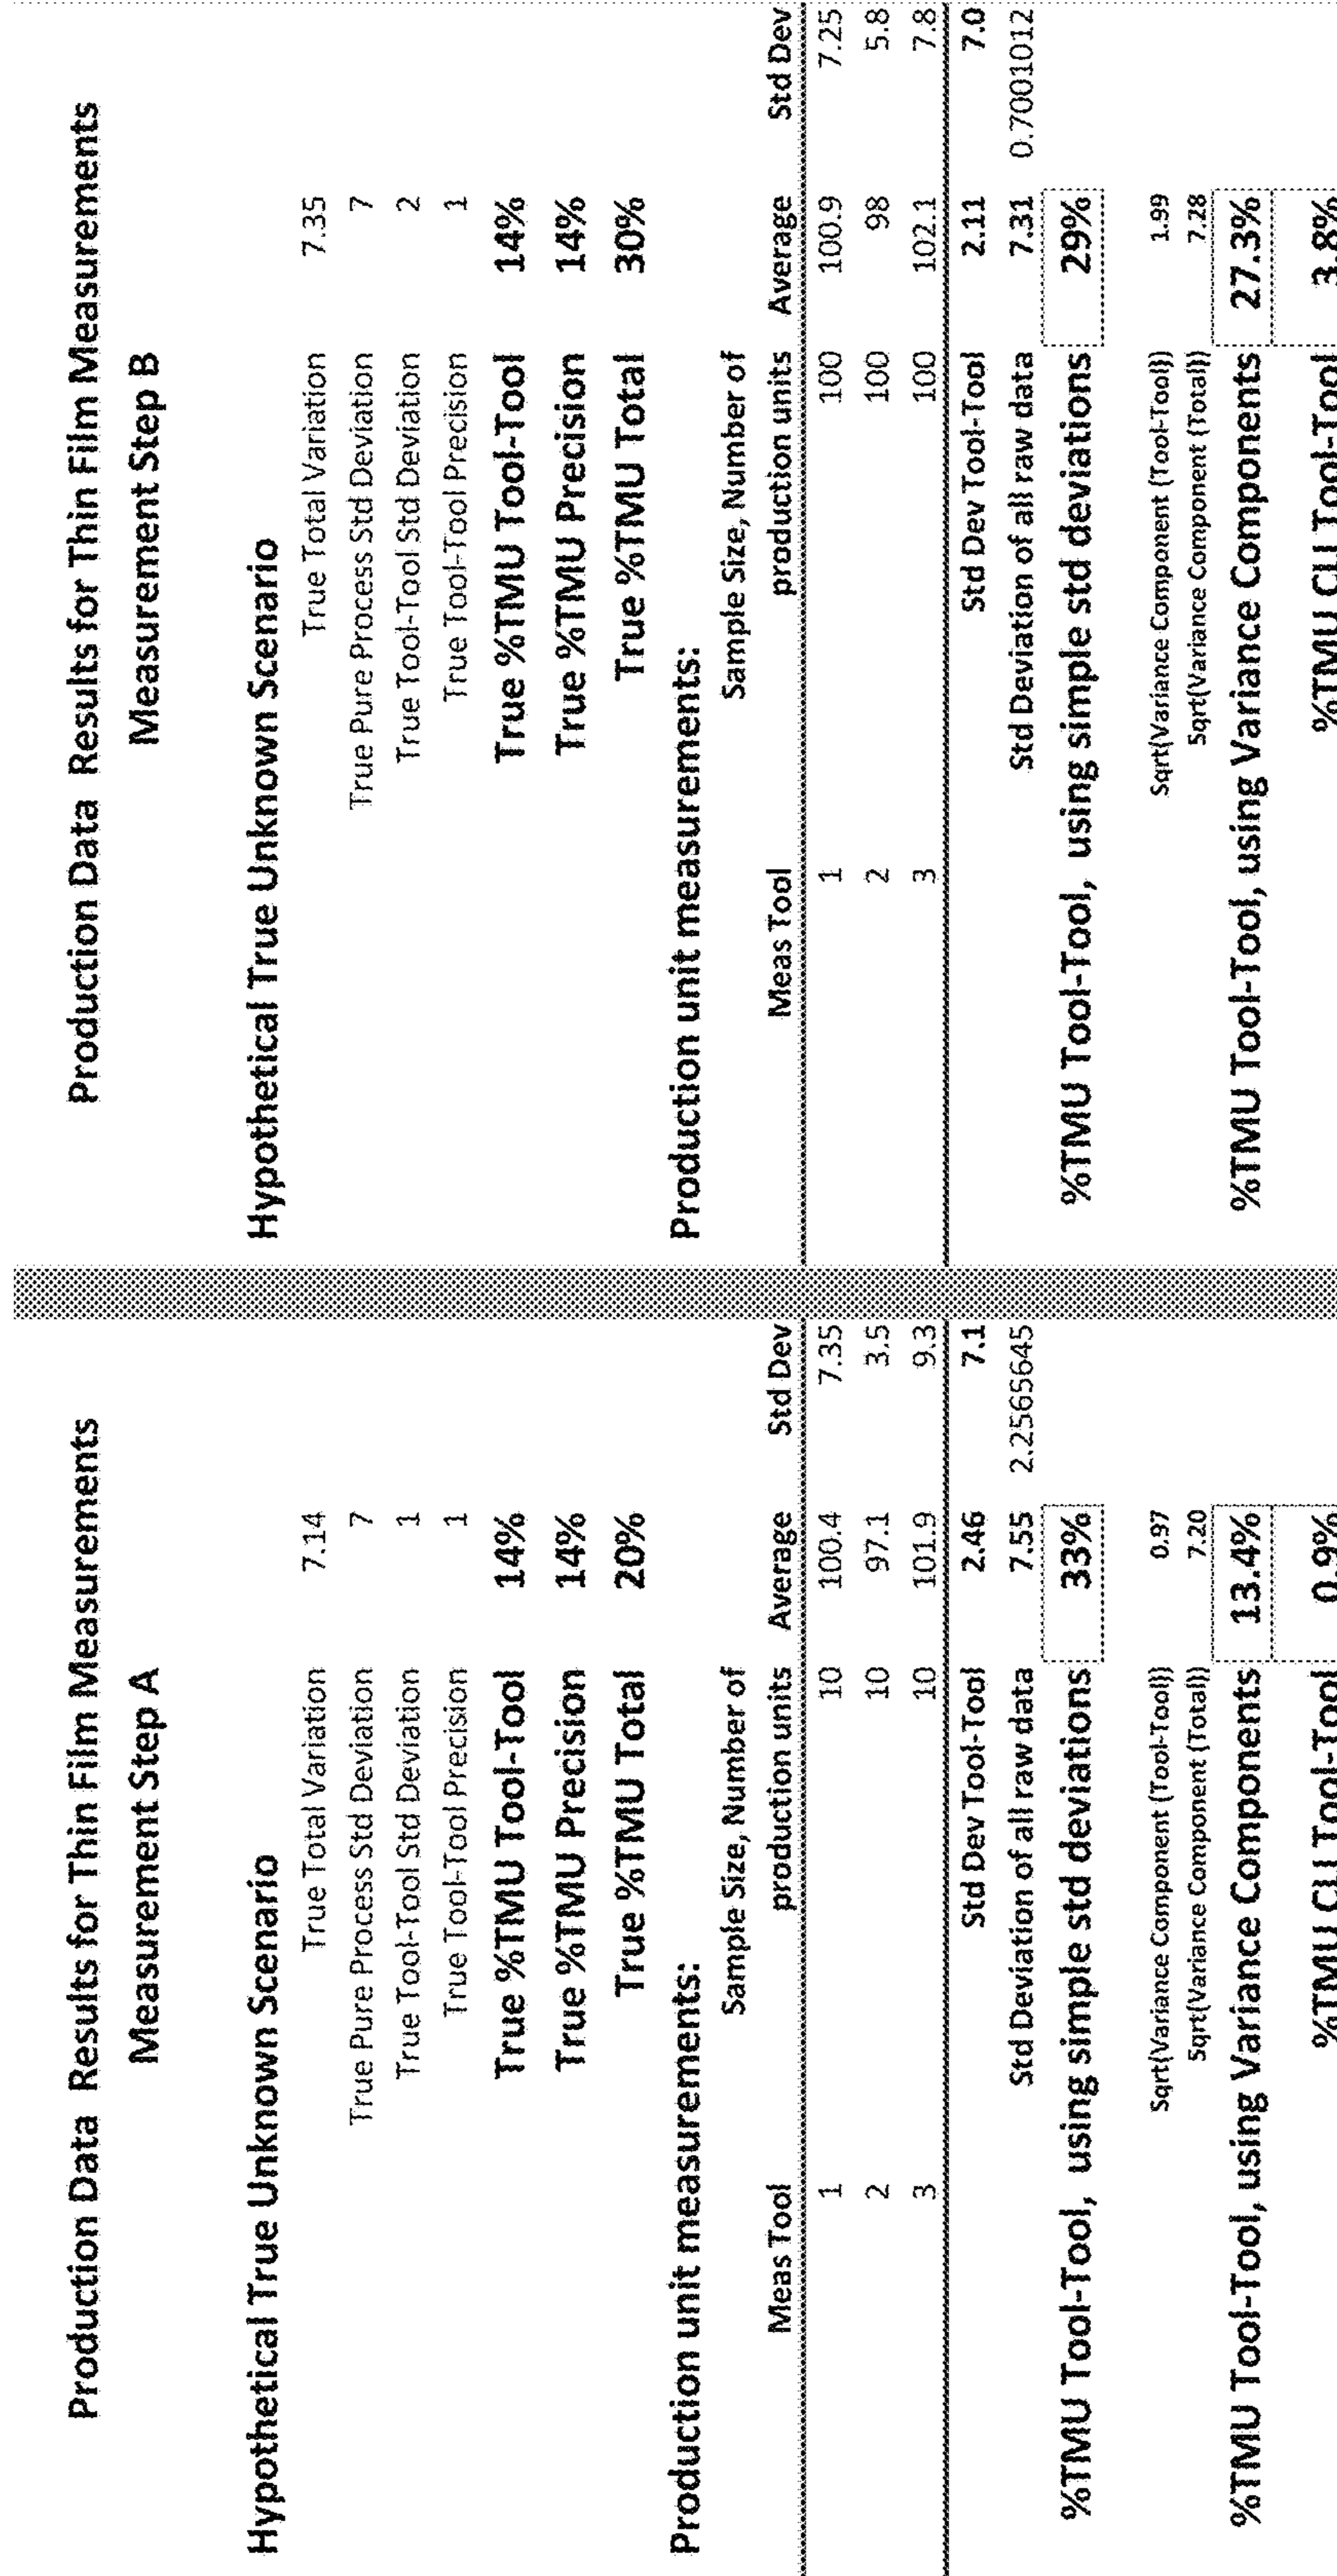 Production Data Results for Thin Film Measurements
Measurement Step A
Hypothetical True Unknown Scenario
True Total Variation 7.14
True Pure Process Std Deviation 7
True Tool-Tool Std Deviation 1
True Tool-Tool Precision 1
True %TMU Tool-Tool 14%
True %TMU Precision 14%
True %TMU Total 20%
Production unit measurements:
Sample Size, Number of
Meas Tool production units Average Std Dev
1 10 100.4 7.35
2 10 97.1 3.5
3 10 101.9 9.3
Std Dev Tool-Tool 2.46 7.1
Std Deviation of all raw data 7.55 2.2565645
%TMU Tool-Tool, using simple std deviations 33%
Sqrt(Variance Component (Tool-Tool)) 0.97
Sqrt(Variance Component (Total)) 7.20
%TMU Tool-Tool, using Variance Components 13.4%
%TMU Tool-Tool 0.9%
Production Data Results for Thin Film Measurements
Measurement Step B
Hypothetical True Unknown Scenario
True Total Variation 7.35
True Pure Process Std Deviation 7
True Tool-Tool Std Deviation 2
True Tool-Tool Precision 1
True %TMU Tool-Tool 14%
True %TMU Precision 14%
True %TMU Total 30%
Production unit measurements:
Sample Size, Number of
Meas Tool production units Average Std Dev
1 100 100.9 7.25
2 100 98 5.8
3 100 102.1 7.8
Std Dev Tool-Tool 2.11 7.0
Std Deviation of all raw data 7.31 0.7001012
%TMU Tool-Tool, using simple std deviations 29%
Sqrt(Variance Component (Tool-Tool)) 1.99
Sqrt(Variance Component (Total)) 7.28
%TMU Tool-Tool, using Variance Components 27.3%
%TMU Tool-Tool 3.8%